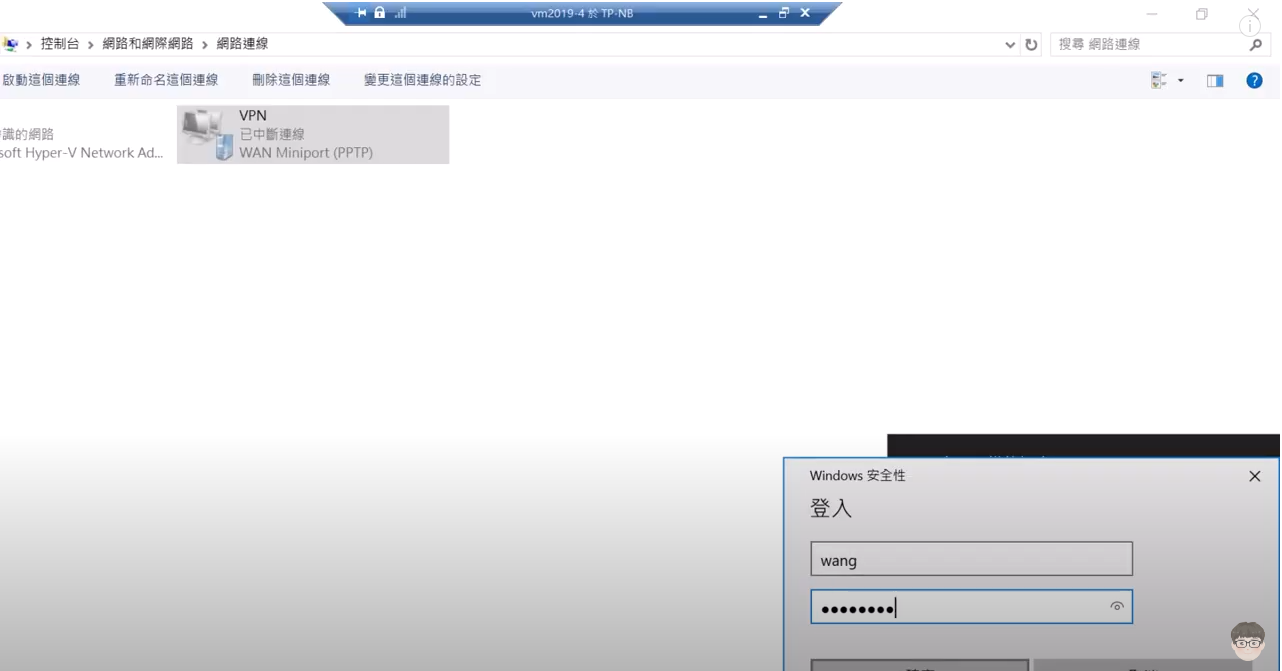 vm2019-4 於 TP-NB
控制台 > 網路和網際網路 > 網路連線
搜尋 網路連線
啟動這個連線 重新命名這個連線 刪除這個連線 變更這個連線的設定
VPN
識的網路
已中斷連線
soft Hyper-V Network Ad...
WAN Miniport (PPTP)
Windows 安全性
登入
wang